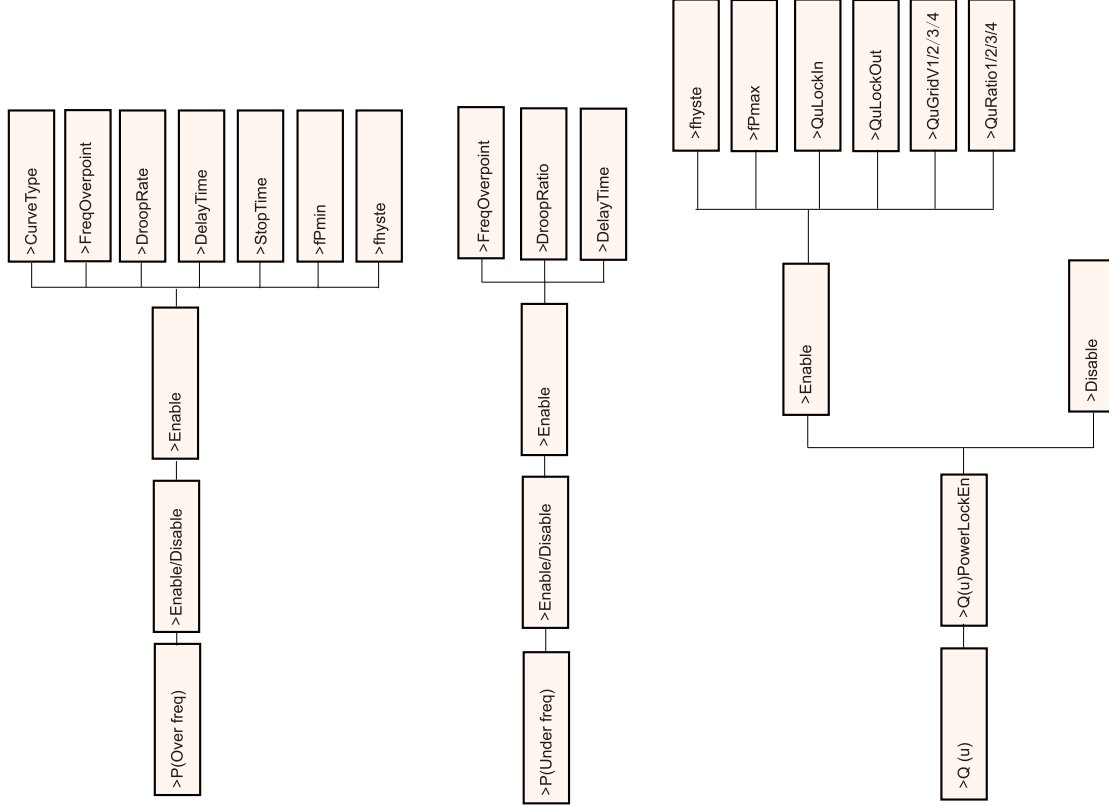 >P(Over freq)
>Enable/Disable
>Enable
>CurveType
>FreqOverpoint
>DroopRate
>DelayTime
>StopTime
>fPmin
>fhyste
>P(Under freq)
>Enable/Disable
>Enable
>FreqOverpoint
>DroopRatio
>DelayTime
>Q (u)
>Q(u)PowerLockEn
>Enable
>fhyste
>fPmax
>QuLockIn
>QuLockOut
>QuGridV1/2/3/4
>QuRatio1/2/3/4
>Disable